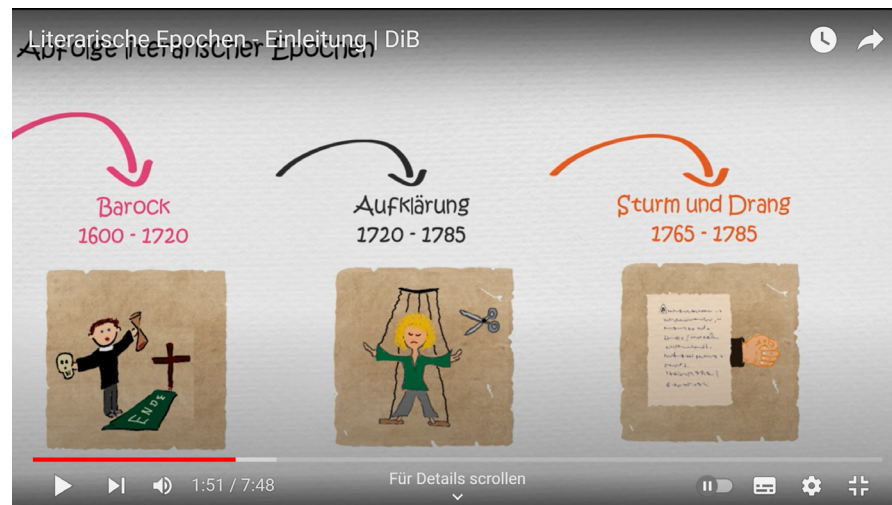 Literarische Epochen - Einleitung | DiB
Abfolge literarischer Epochen
Barock
1600 - 1720
Aufklärung
1720 - 1785
Sturm und Drang
1765 - 1785
ENDE
1:51 / 7:48
Für Details scrollen